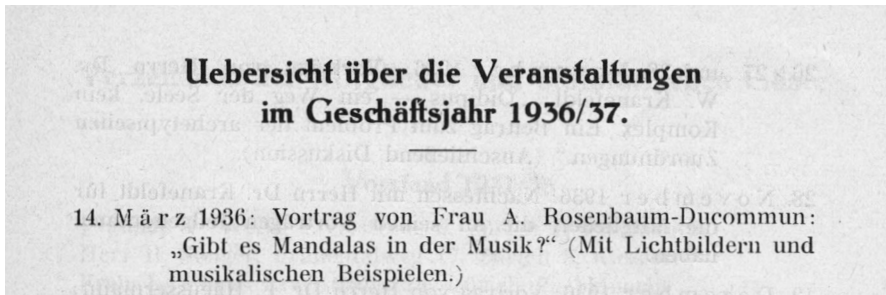 Uebersicht über die Veranstaltungen
im Geschäftsjahr 1936/37.
14. März 1936: Vortrag von Frau A. Rosenbaum-Ducommun:
„Gibt es Mandalas in der Musik?“ (Mit Lichtbildern und
musikalischen Beispielen.)